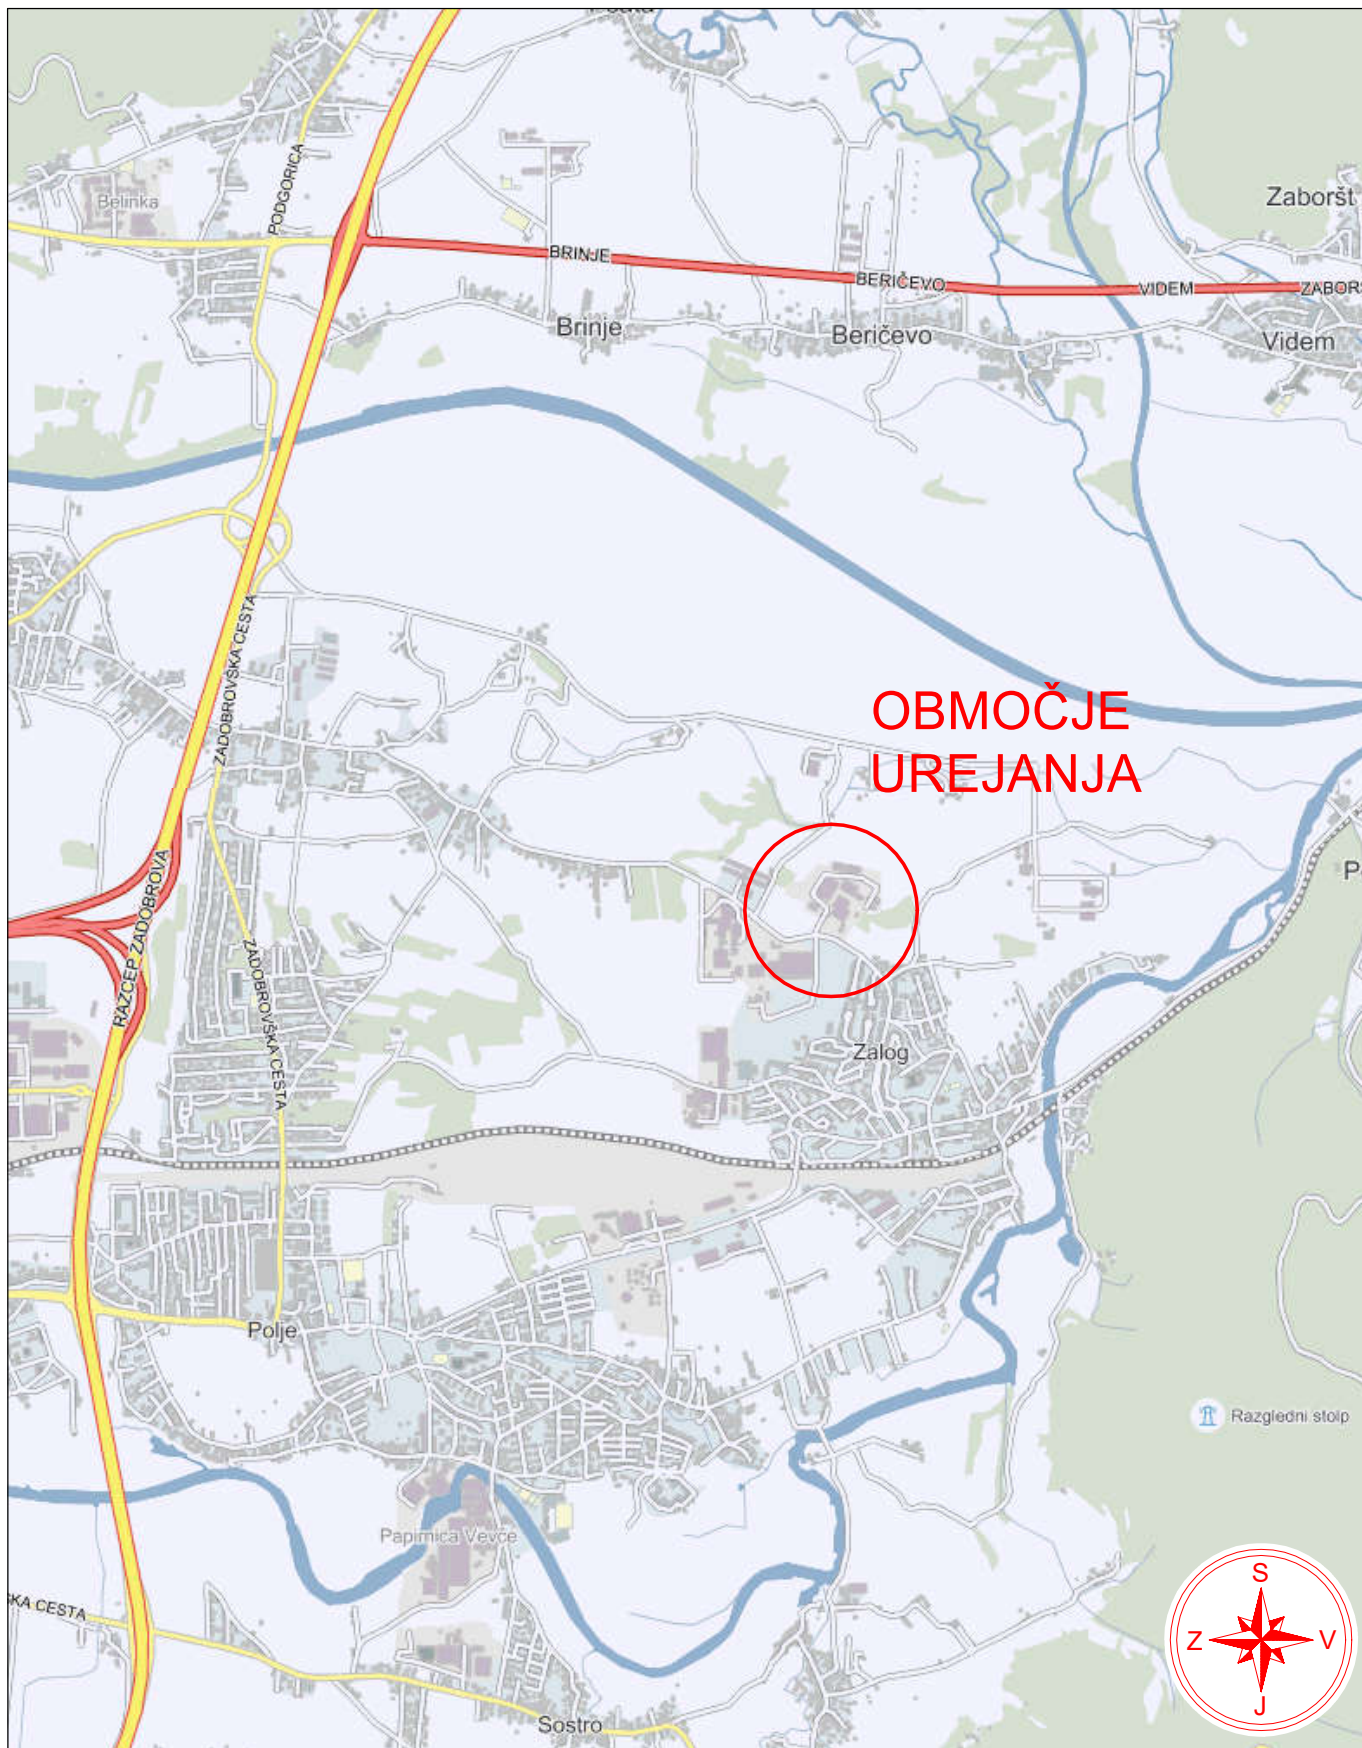 Belinka
PODGORICA
Zaboršt
BRINJE
BERIČEVO
VIDEM
ZABORŠ
Brinje
Beričevo
Videm
ZADOBROVŠKA CESTA
OBMOČJE
UREJANJA
RAZCEP ZADOBROVA
ZADOBROVŠKA CESTA
Zalog
Polje
Razgledni stolp
Papirnica Vevče
ŠKA CESTA
Sostro
S
Z
V
J